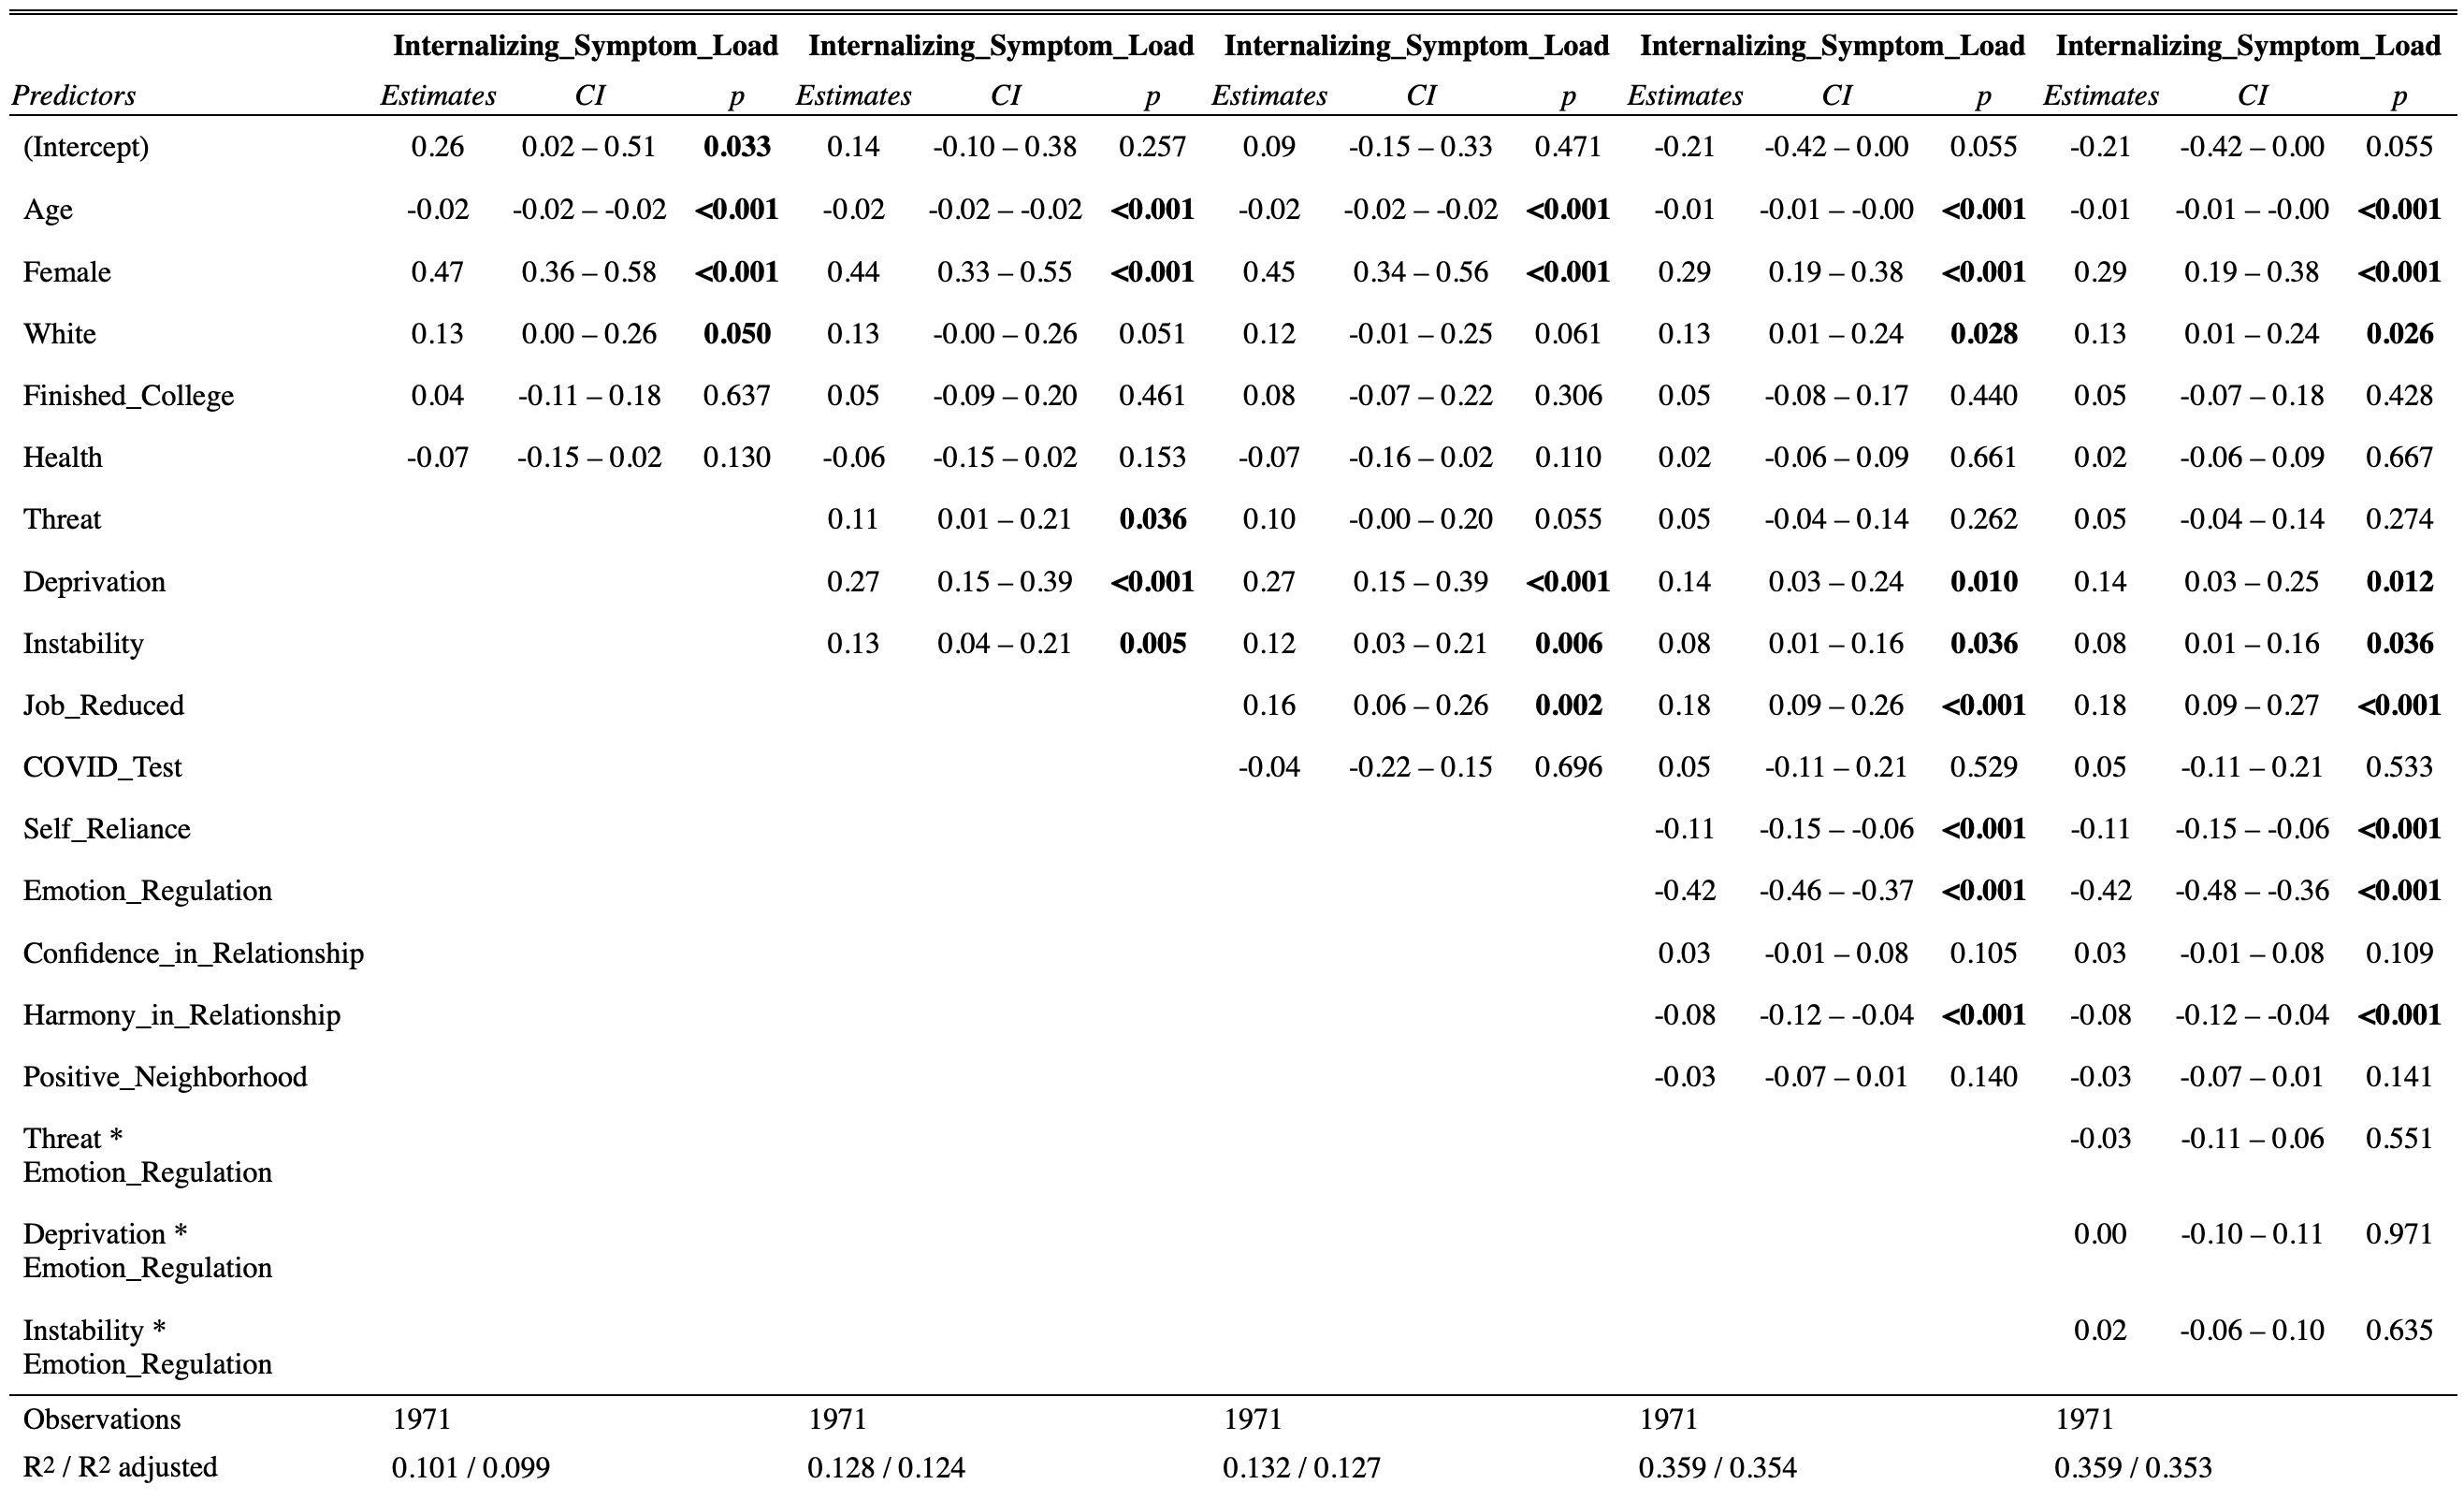 Internalizing_Symptom_Load Internalizing_Symptom_Load Internalizing_Symptom_Load Internalizing_Symptom_Load Internalizing_Symptom_Load
Predictors Estimates CI p Estimates CI p Estimates CI p Estimates CI p Estimates CI p
(Intercept) 0.26 0.02 – 0.51 0.033 0.14 -0.10 – 0.38 0.257 0.09 -0.15 – 0.33 0.471 -0.21 -0.42 – 0.00 0.055 -0.21 -0.42 – 0.00 0.055
Age -0.02 -0.02 – -0.02 <0.001 -0.02 -0.02 – -0.02 <0.001 -0.02 -0.02 – -0.02 <0.001 -0.01 -0.01 – -0.00 <0.001 -0.01 -0.01 – -0.00 <0.001
Female 0.47 0.36 – 0.58 <0.001 0.44 0.33 – 0.55 <0.001 0.45 0.34 – 0.56 <0.001 0.29 0.19 – 0.38 <0.001 0.29 0.19 – 0.38 <0.001
White 0.13 0.00 – 0.26 0.050 0.13 -0.00 – 0.26 0.051 0.12 -0.01 – 0.25 0.061 0.13 0.01 – 0.24 0.028 0.13 0.01 – 0.24 0.026
Finished_College 0.04 -0.11 – 0.18 0.637 0.05 -0.09 – 0.20 0.461 0.08 -0.07 – 0.22 0.306 0.05 -0.08 – 0.17 0.440 0.05 -0.07 – 0.18 0.428
Health -0.07 -0.15 – 0.02 0.130 -0.06 -0.15 – 0.02 0.153 -0.07 -0.16 – 0.02 0.110 0.02 -0.06 – 0.09 0.661 0.02 -0.06 – 0.09 0.667
Threat 0.11 0.01 – 0.21 0.036 0.10 -0.00 – 0.20 0.055 0.05 -0.04 – 0.14 0.262 0.05 -0.04 – 0.14 0.274
Deprivation 0.27 0.15 – 0.39 <0.001 0.27 0.15 – 0.39 <0.001 0.14 0.03 – 0.24 0.010 0.14 0.03 – 0.25 0.012
Instability 0.13 0.04 – 0.21 0.005 0.12 0.03 – 0.21 0.006 0.08 0.01 – 0.16 0.036 0.08 0.01 – 0.16 0.036
Job_Reduced 0.16 0.06 – 0.26 0.002 0.18 0.09 – 0.26 <0.001 0.18 0.09 – 0.27 <0.001
COVID_Test -0.04 -0.22 – 0.15 0.696 0.05 -0.11 – 0.21 0.529 0.05 -0.11 – 0.21 0.533
Self_Reliance -0.11 -0.15 – -0.06 <0.001 -0.11 -0.15 – -0.06 <0.001
Emotion_Regulation -0.42 -0.46 – -0.37 <0.001 -0.42 -0.48 – -0.36 <0.001
Confidence_in_Relationship 0.03 -0.01 – 0.08 0.105 0.03 -0.01 – 0.08 0.109
Harmony_in_Relationship -0.08 -0.12 – -0.04 <0.001 -0.08 -0.12 – -0.04 <0.001
Positive_Neighborhood -0.03 -0.07 – 0.01 0.140 -0.03 -0.07 – 0.01 0.141
Threat * -0.03 -0.11 – 0.06 0.551
Emotion_Regulation
Deprivation * 0.00 -0.10 – 0.11 0.971
Emotion_Regulation
Instability * 0.02 -0.06 – 0.10 0.635
Emotion_Regulation
Observations 1971 1971 1971 1971 1971
R2 / R2 adjusted 0.101 / 0.099 0.128 / 0.124 0.132 / 0.127 0.359 / 0.354 0.359 / 0.353